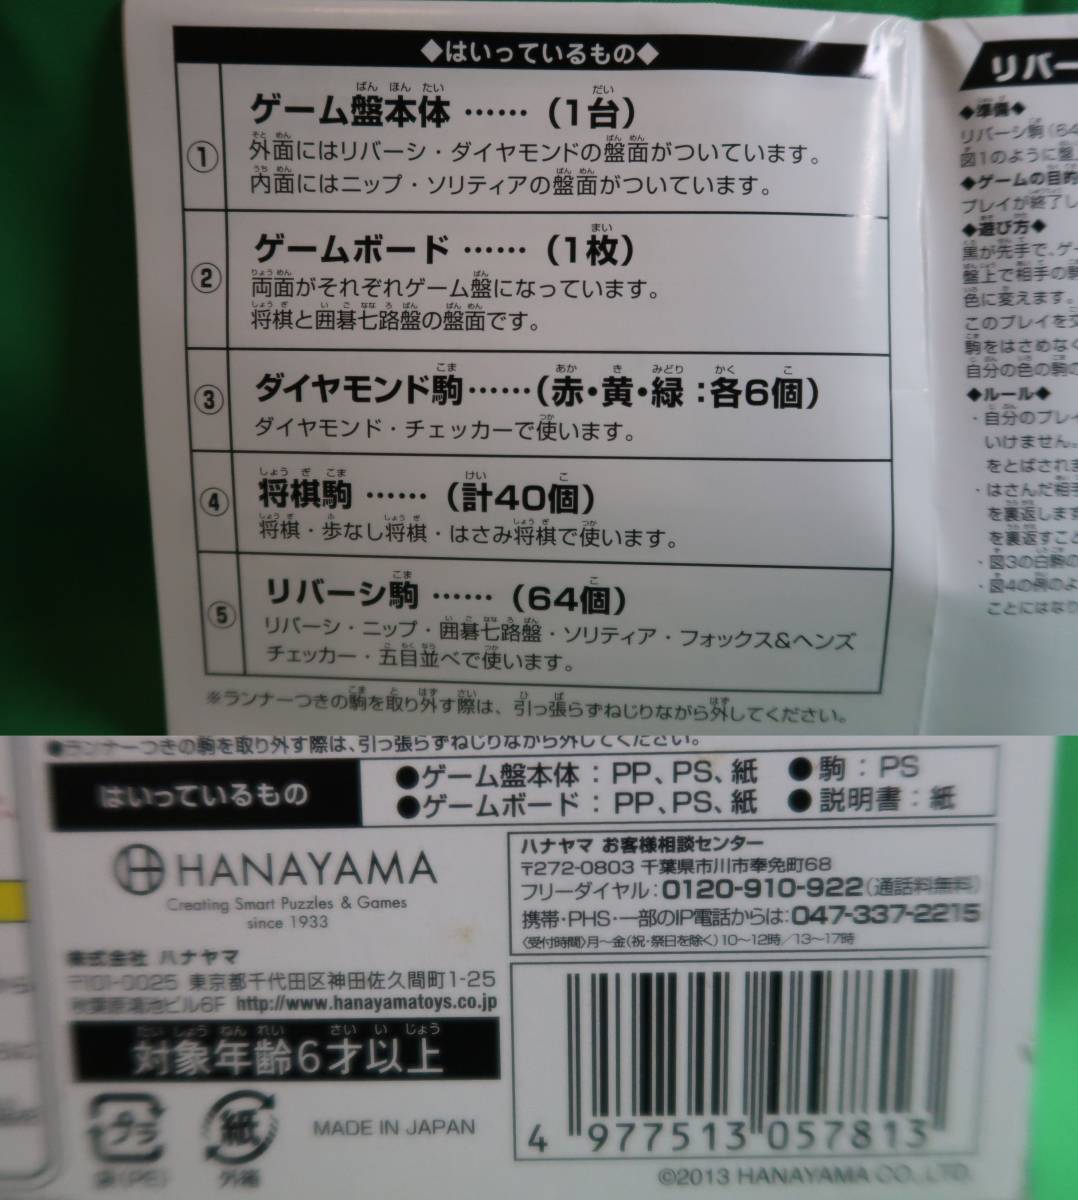 ◆はいっているもの◆
① ゲーム盤本体 …… (1台)
外面にはリバーシ・ダイヤモンドの盤面がついています。
内面にはニップ・ソリティアの盤面がついています。
② ゲームボード …… (1枚)
両面がそれぞれゲーム盤になっています。
将棋と囲碁七路盤の盤面です。
③ ダイヤモンド駒……(赤・黄・緑:各6個)
ダイヤモンド・チェッカーで使います。
④ 将棋駒 …… (計40個)
将棋・歩なし将棋・はさみ将棋で使います。
⑤ リバーシ駒 …… (64個)
リバーシ・ニップ・囲碁七路盤・ソリティア・フォックス&ヘンズ
チェッカー・五目並べで使います。
※ランナーつきの駒を取り外す際は、引っ張らずねじりながら外してください。
リバー
◆準備◆
リバーシ駒(64
図1のように盤
◆ゲームの目的
プレイが終了し
◆遊び方◆
黒が先手で、ゲー
盤上で相手の駒
色に変えます。
このプレイを交
駒をはさめなく
自分の色の駒の
◆ルール◆
・自分のプレイ
いけません。
をとばされま
・はさんだ相手
を裏返します
を裏返すこと
・図3の白駒の
・図4の例のよ
ことにはなり
●ランナーつきの駒を取り外す際は、引っ張らずねじりながら外してください。
はいっているもの
●ゲーム盤本体:PP、PS、紙 ●駒:PS
●ゲームボード:PP、PS、紙 ●説明書:紙
HANAYAMA
Creating Smart Puzzles & Games
since 1933
株式会社 ハナヤマ
〒101-0025 東京都千代田区神田佐久間町1-25
秋葉原鴻池ビル6F http://www.hanayamatoys.co.jp
対象年齢6才以上
プラ
袋(PE)
紙
外箱
MADE IN JAPAN
ハナヤマ お客様相談センター
〒272-0803 千葉県市川市奉免町68
フリーダイヤル:0120-910-922(通話料無料)
携帯・PHS・一部のIP電話からは:047-337-2215
〈受付時間〉月~金(祝・祭日を除く)10~12時/13~17時
4 977513 057813
©2013 HANAYAMA CO.,LTD.